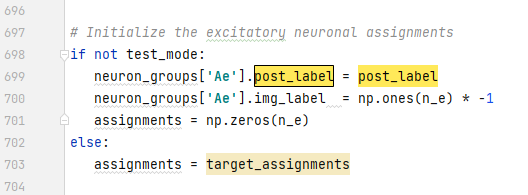 696
697 # Initialize the excitatory neuronal assignments
698 if not test_mode:
699 neuron_groups['Ae'].post_label = post_label
700 neuron_groups['Ae'].img_label  = np.ones(n_e) * -1
701 assignments = np.zeros(n_e)
702 else:
703 assignments = target_assignments
704